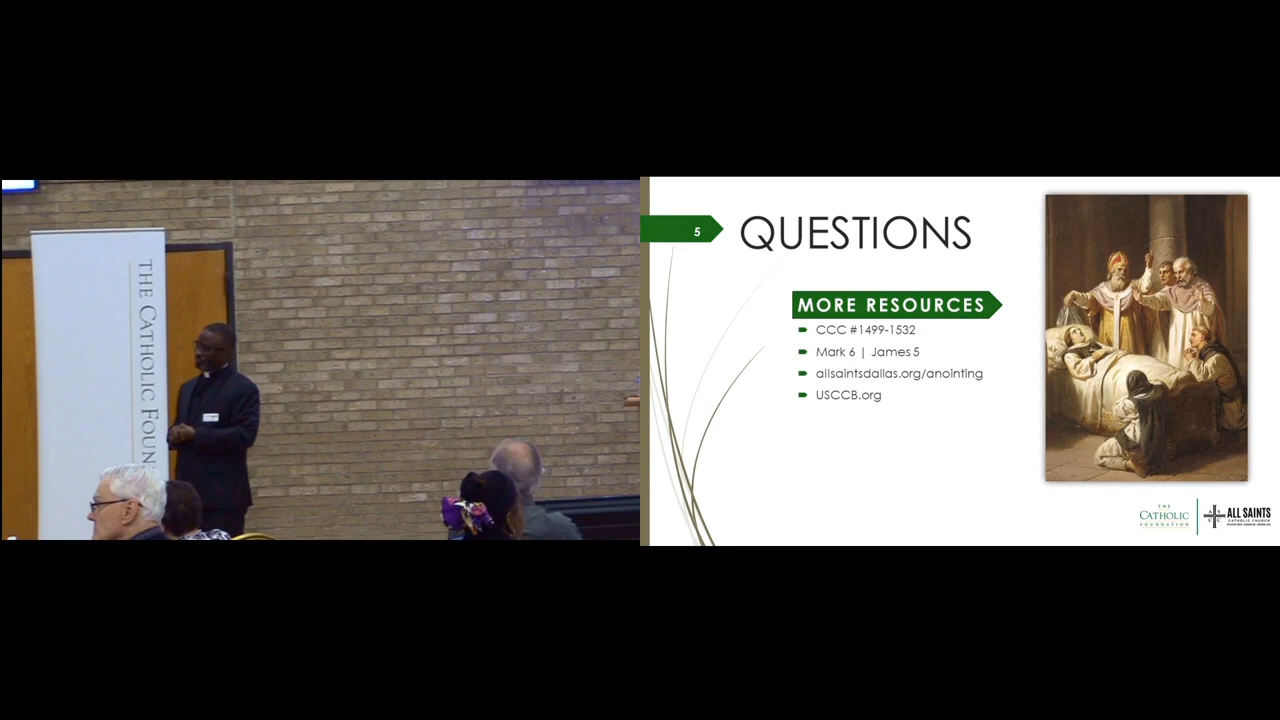 THE CATHOLIC FOUN
5
QUESTIONS
MORE RESOURCES
CCC #1499-1532
Mark 6 | James 5
allsaintsdallas.org/anointing
USCCB.org
THE
CATHOLIC
FOUNDATION
ALL SAINTS
CATHOLIC CHURCH